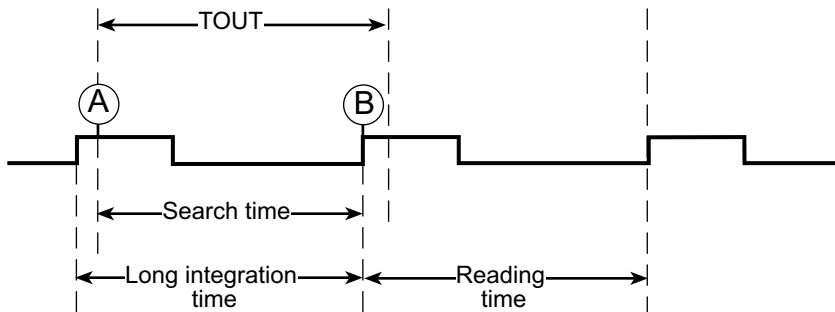 TOUT
A
B
Search time
Long integration
time
Reading
time